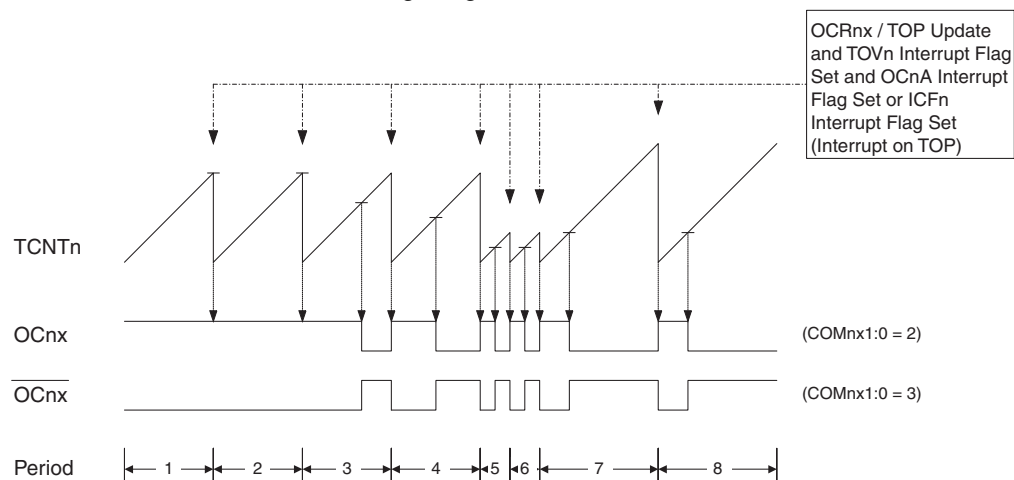 OCRnx / TOP Update
and TOVn Interrupt Flag
Set and OCnA Interrupt
Flag Set or ICFn
Interrupt Flag Set
(Interrupt on TOP)
TCNTn
OCnx
(COMnx1:0 = 2)
OCnx
(COMnx1:0 = 3)
Period
1 2 3 4 5 6 7 8